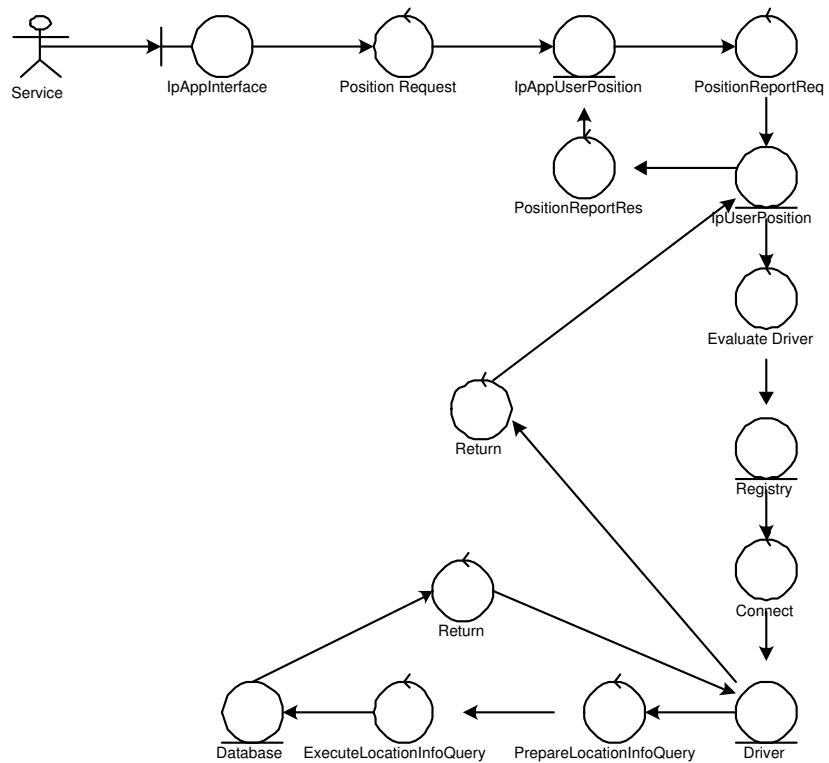 Service
IpAppInterface
Position Request
IpAppUserPosition
PositionReportReq
PositionReportRes
IpUserPosition
Evaluate Driver
Return
Registry
Connect
Return
Database
ExecuteLocationInfoQuery
PrepareLocationInfoQuery
Driver